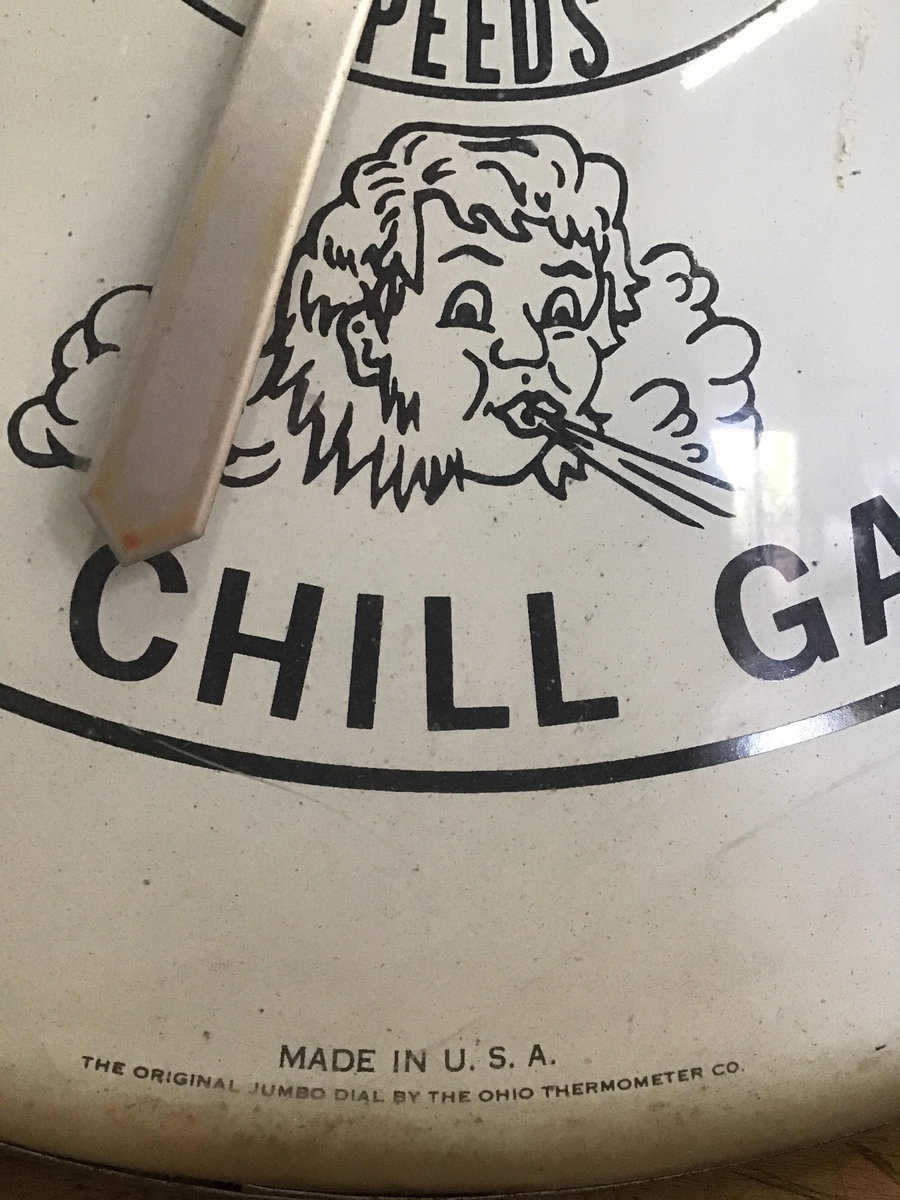 PEEDS
CHILL GA
MADE IN U. S. A.
THE ORIGINAL JUMBO DIAL BY THE OHIO THERMOMETER CO.